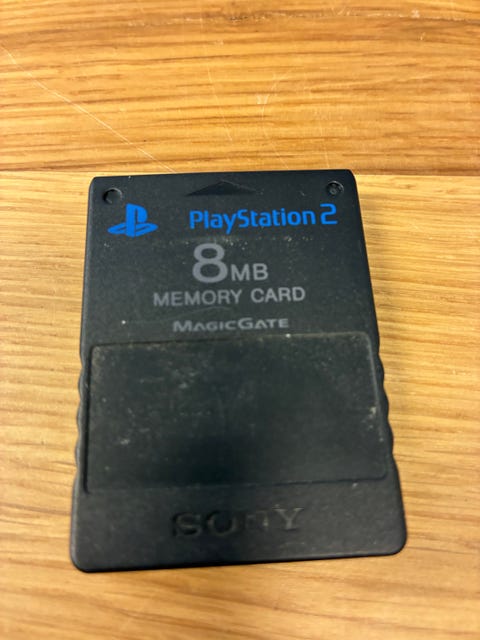 PlayStation 2
8MB
MEMORY CARD
MAGICGATE
SONY